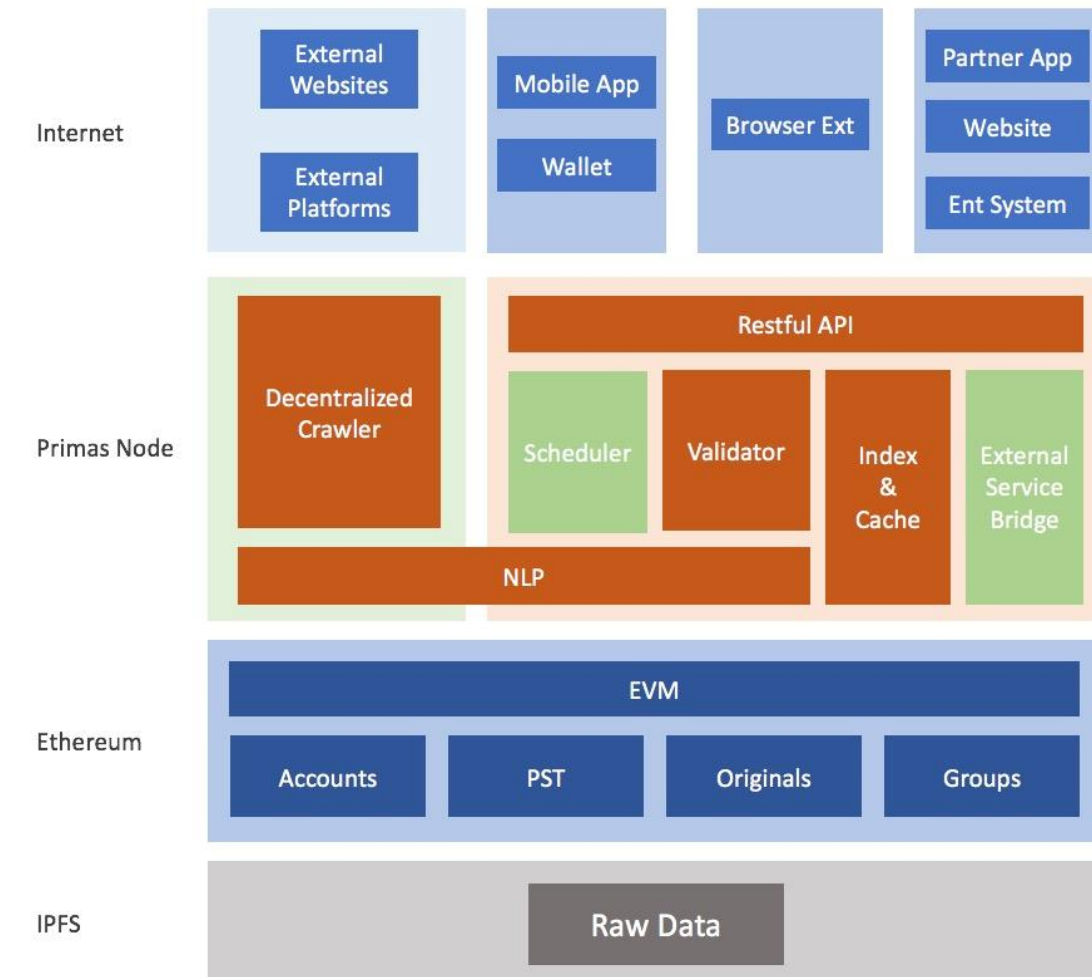 Internet
External
Websites
External
Platforms
Mobile App
Wallet
Browser Ext
Partner App
Website
Ent System
Primas Node
Decentralized
Crawler
Restful API
Scheduler
Validator
Index
&
Cache
External
Service
Bridge
NLP
Ethereum
EVM
Accounts
PST
Originals
Groups
IPFS
Raw Data